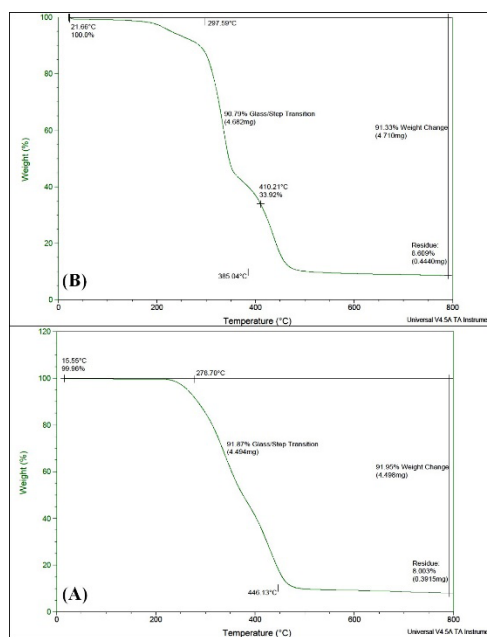 100
21.66°C
100.0%
297.59°C
80
90.79% Glass/Step Transition
(4.682mg)
91.33% Weight Change
(4.710mg)
60
Weight (%)
40
410.21°C
33.92%
20
385.04°C
Residue:
8.609%
(0.4440mg)
(B)
0
0
200
400
600
800
Temperature (°C)
Universal V4.5A TA Instrume
120
15.55°C
99.96%
278.70°C
100
80
91.87% Glass/Step Transition
(4.494mg)
91.95% Weight Change
(4.498mg)
60
Weight (%)
40
20
446.13°C
Residue:
8.003%
(0.3915mg)
(A)
0
0
200
400
600
800
Temperature (°C)
Universal V4.5A TA Instrume